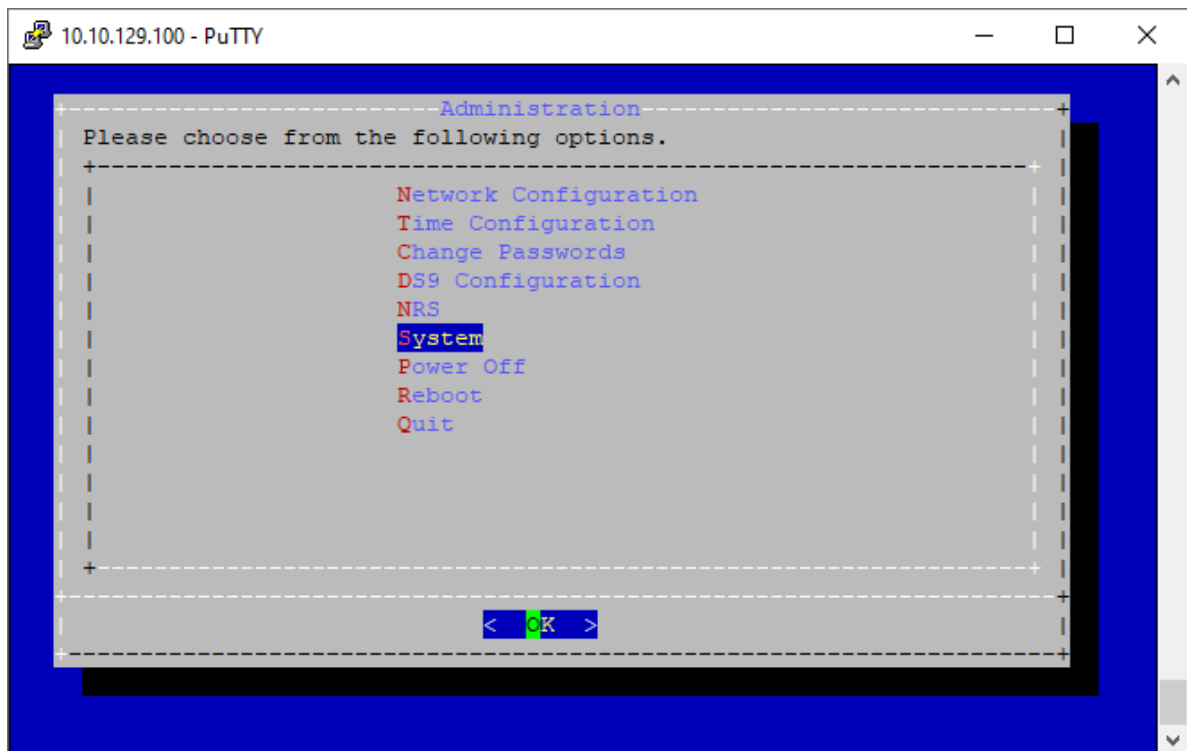 10.10.129.100 - PuTTY
Administration
Please choose from the following options.
Network Configuration
Time Configuration
Change Passwords
DS9 Configuration
NRS
System
Power Off
Reboot
Quit
< OK >